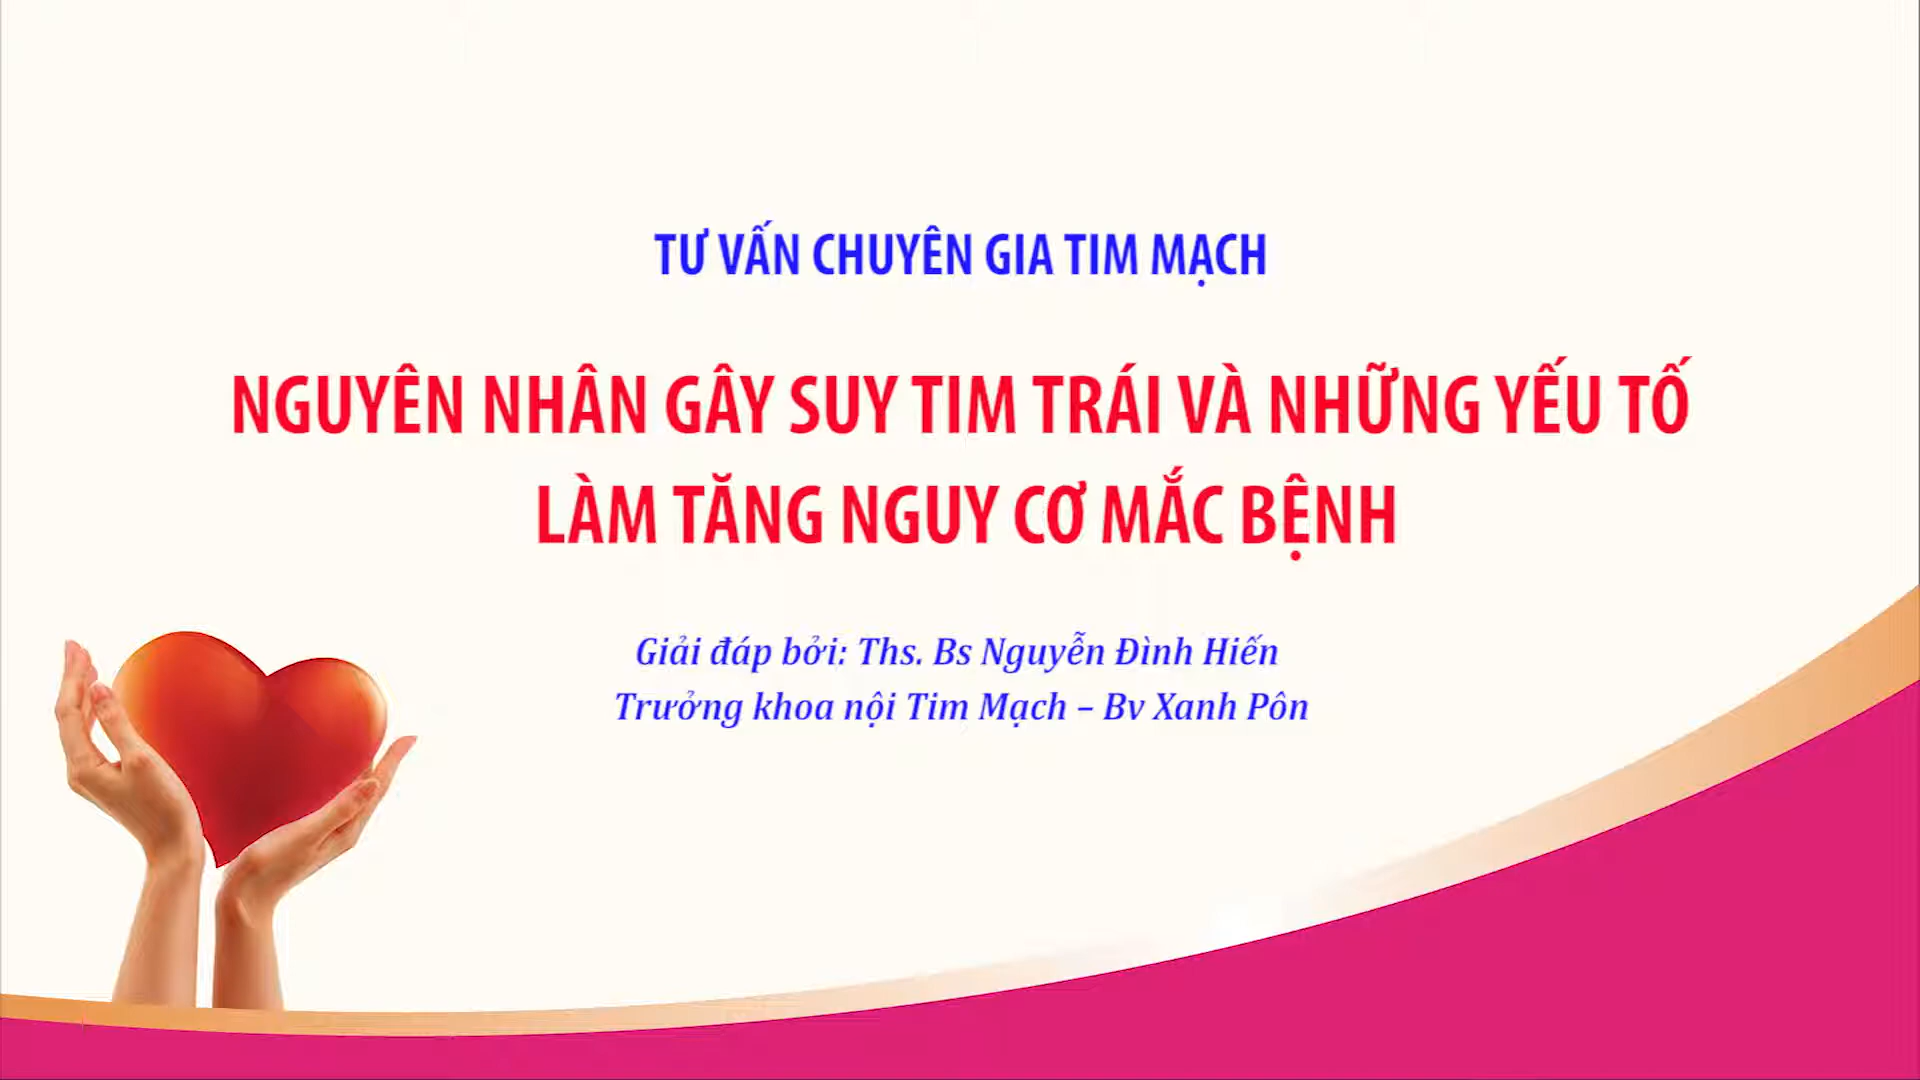 TƯ VẤN CHUYÊN GIA TIM MẠCH
NGUYÊN NHÂN GÂY SUY TIM TRÁI VÀ NHỮNG YẾU TỐ
LÀM TĂNG NGUY CƠ MẮC BỆNH
Giải đáp bởi: Ths. Bs Nguyễn Đình Hiến
Trưởng khoa nội Tim Mạch – Bv Xanh Pôn